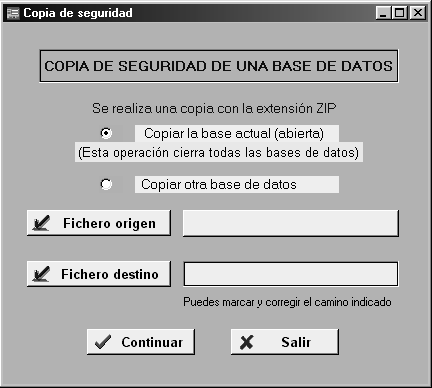 Copia de seguridad
COPIA DE SEGURIDAD DE UNA BASE DE DATOS
Se realiza una copia con la extensión ZIP
Copiar la base actual (abierta)
(Esta operación cierra todas las bases de datos)
Copiar otra base de datos
Fichero origen
Fichero destino
Puedes marcar y corregir el camino indicado
Continuar
Salir